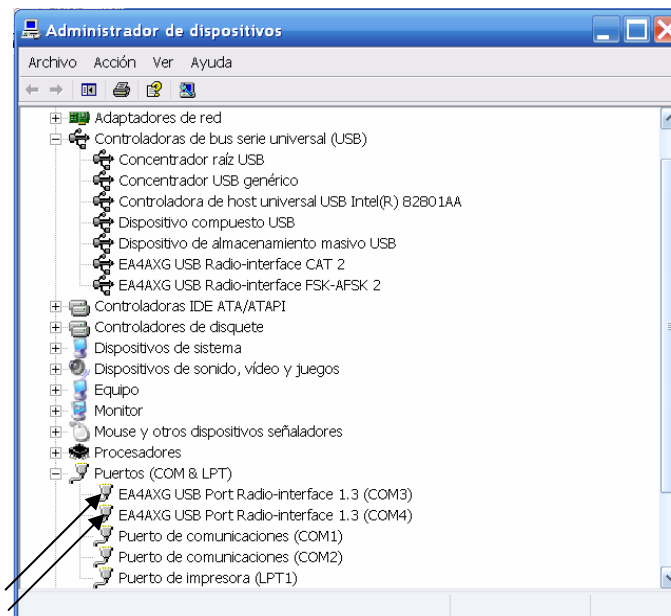 Administrador de dispositivos
Archivo Acción Ver Ayuda
Adaptadores de red
Controladoras de bus serie universal (USB)
Concentrador raíz USB
Concentrador USB genérico
Controladora de host universal USB Intel(R) 82801AA
Dispositivo compuesto USB
Dispositivo de almacenamiento masivo USB
EA4AXG USB Radio-interface CAT 2
EA4AXG USB Radio-interface FSK-AFSK 2
Controladoras IDE ATA/ATAPI
Controladores de disquete
Dispositivos de sistema
Dispositivos de sonido, vídeo y juegos
Equipo
Monitor
Mouse y otros dispositivos señaladores
Procesadores
Puertos (COM & LPT)
EA4AXG USB Port Radio-interface 1.3 (COM3)
EA4AXG USB Port Radio-interface 1.3 (COM4)
Puerto de comunicaciones (COM1)
Puerto de comunicaciones (COM2)
Puerto de impresora (LPT1)